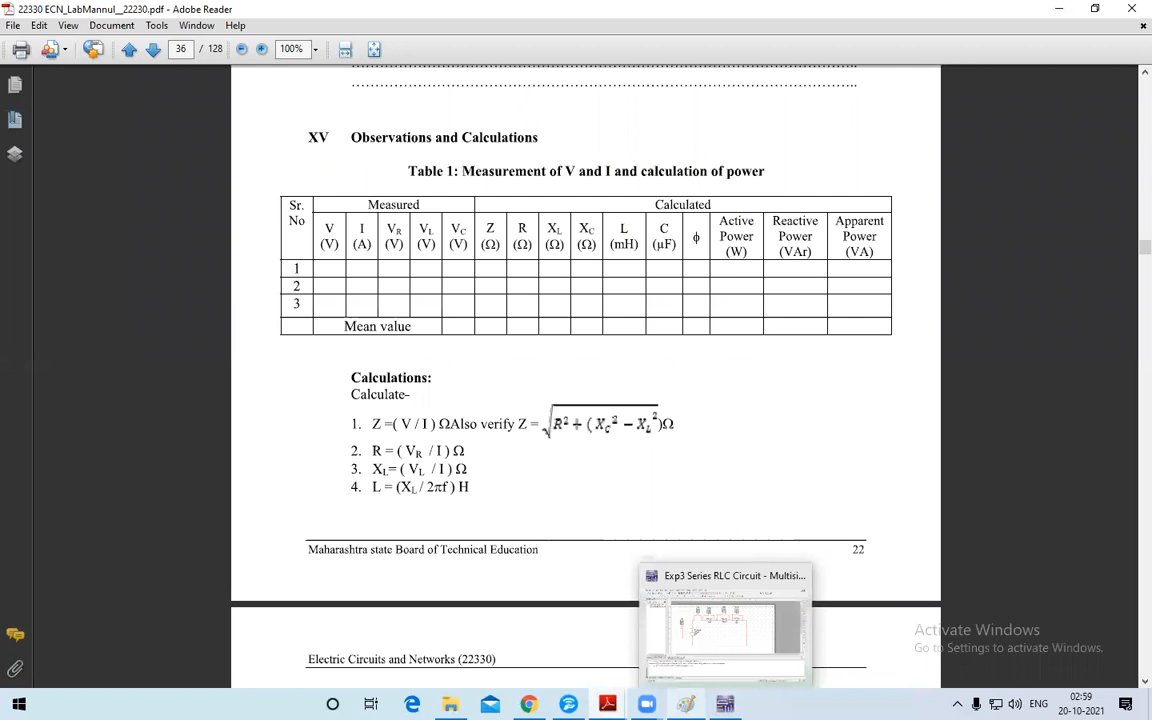 22330 ECN_LabMannul__22230.pdf - Adobe Reader
File Edit View Document Tools Window Help
36 / 128 100%
XV Observations and Calculations
Table 1: Measurement of V and I and calculation of power
Sr. No Measured Calculated
V (V) I (A) VR (V) VL (V) VC (V) Z (Ω) R (Ω) XL (Ω) XC (Ω) L (mH) C (µF) ϕ Active Power (W) Reactive Power (VAr) Apparent Power (VA)
1
2
3
Mean value
Calculations:
Calculate-
1. Z =( V / I ) ΩAlso verify Z = √R² + ( XC² − XL²)Ω
2. R = ( VR / I ) Ω
3. XL= ( VL / I ) Ω
4. L = (XL / 2πf ) H
Maharashtra state Board of Technical Education 22
Exp3 Series RLC Circuit - Multisi...
Activate Windows
Go to Settings to activate Windows.
Electric Circuits and Networks (22330)
ENG 02:59
20-10-2021